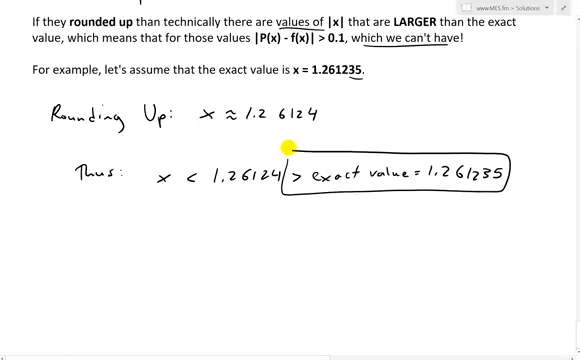 www.MES.fm > Solutions
If they rounded up than technically there are values of |x| that are LARGER than the exact
value, which means that for those values |P(x) - f(x)| > 0.1, which we can't have!
For example, let's assume that the exact value is x = 1.261235.
Rounding Up: x ≈ 1.26124
Thus: x < 1.26124 > exact value = 1.261235